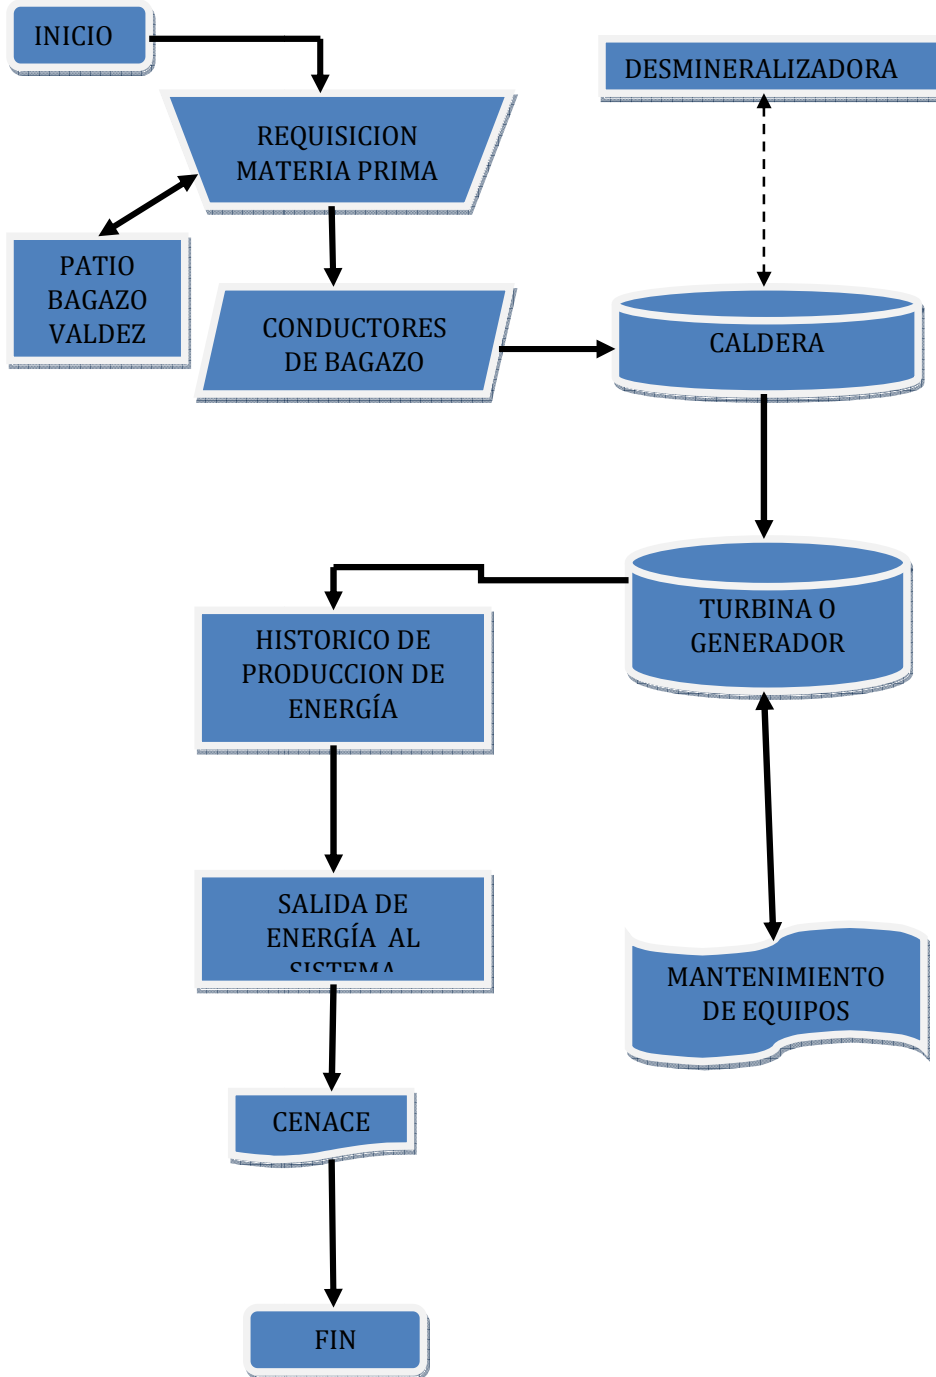 INICIO
DESMINERALIZADORA
REQUISICION
MATERIA PRIMA
PATIO
BAGAZO
VALDEZ
CONDUCTORES
DE BAGAZO
CALDERA
TURBINA O
GENERADOR
HISTORICO DE
PRODUCCION DE
ENERGÍA
SALIDA DE
ENERGÍA AL
SISTEMA
MANTENIMIENTO
DE EQUIPOS
CENACE
FIN